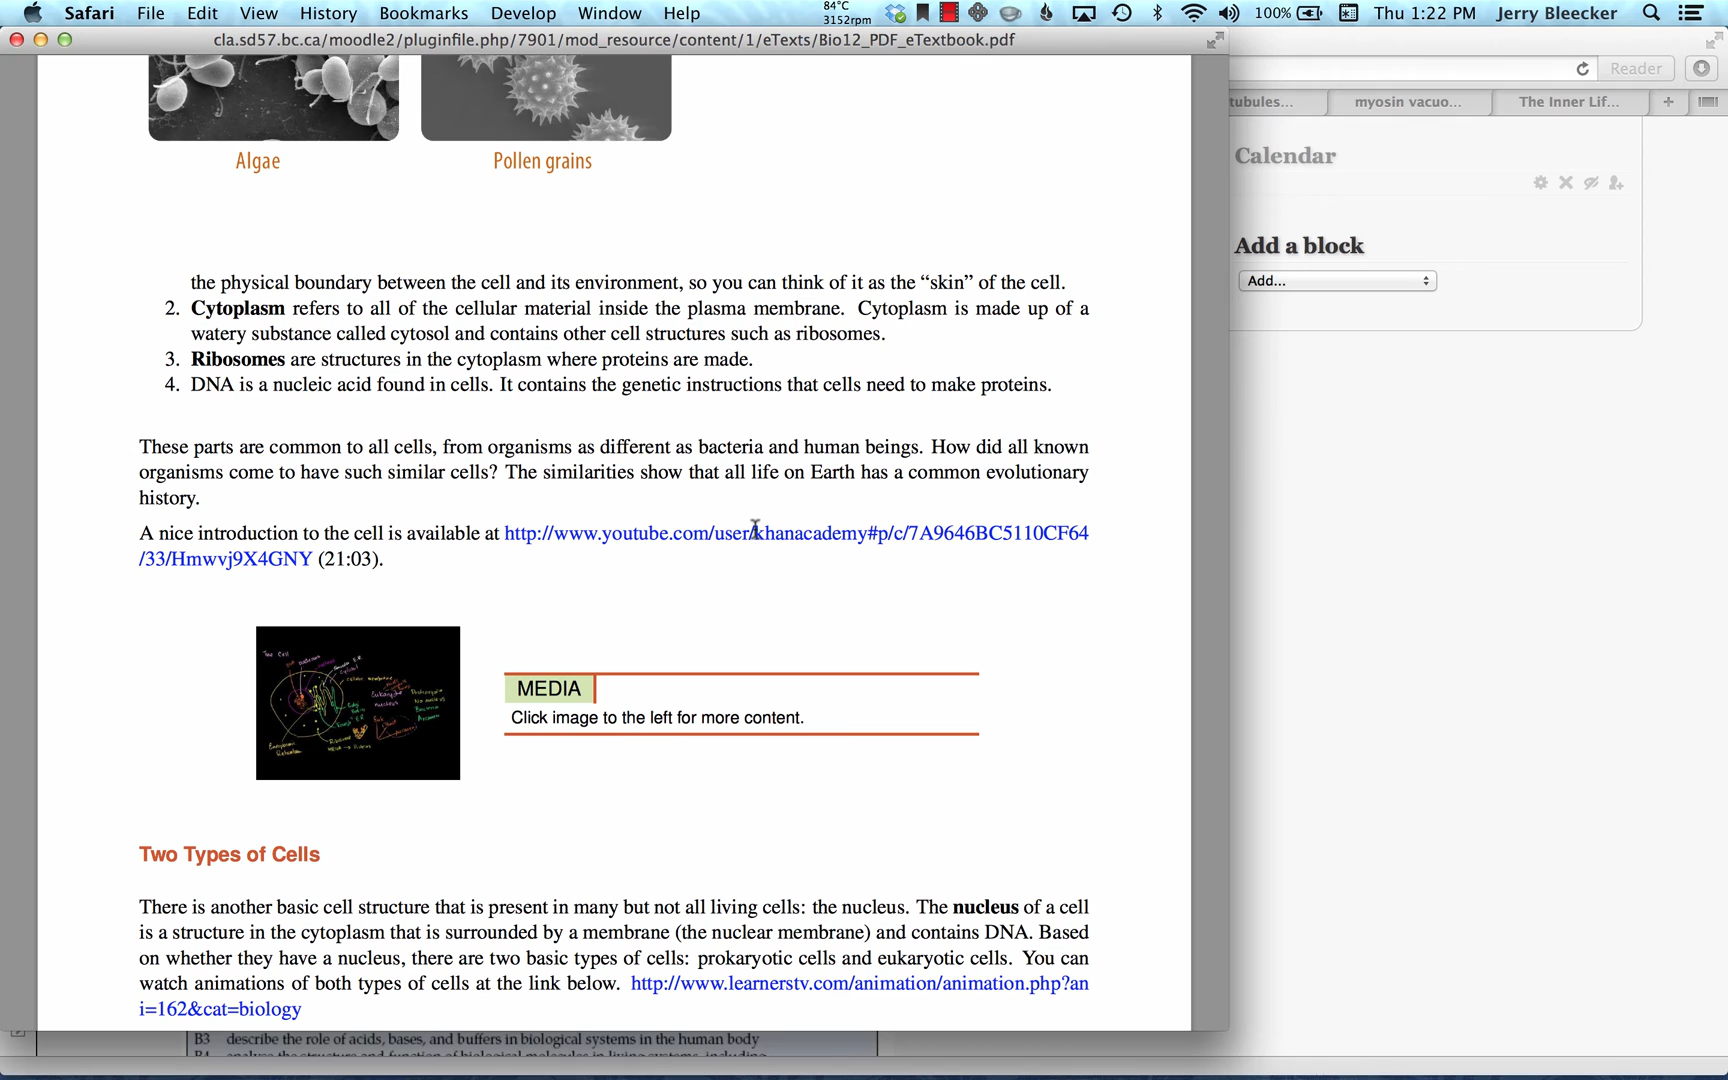 Safari File Edit View History Bookmarks Develop Window Help 84°C 3152rpm 100% Thu 1:22 PM Jerry Bleecker
cla.sd57.bc.ca/moodle2/pluginfile.php/7901/mod_resource/content/1/eTexts/Bio12_PDF_eTextbook.pdf
Reader
tubules... myosin vacuo... The Inner Lif... +
Algae Pollen grains
Calendar
Add a block
Add...
the physical boundary between the cell and its environment, so you can think of it as the “skin” of the cell.
2. Cytoplasm refers to all of the cellular material inside the plasma membrane. Cytoplasm is made up of a
watery substance called cytosol and contains other cell structures such as ribosomes.
3. Ribosomes are structures in the cytoplasm where proteins are made.
4. DNA is a nucleic acid found in cells. It contains the genetic instructions that cells need to make proteins.
These parts are common to all cells, from organisms as different as bacteria and human beings. How did all known
organisms come to have such similar cells? The similarities show that all life on Earth has a common evolutionary
history.
A nice introduction to the cell is available at http://www.youtube.com/user/khanacademy#p/c/7A9646BC5110CF64
/33/Hmwvj9X4GNY (21:03).
The Cell
MEDIA
Click image to the left for more content.
Two Types of Cells
There is another basic cell structure that is present in many but not all living cells: the nucleus. The nucleus of a cell
is a structure in the cytoplasm that is surrounded by a membrane (the nuclear membrane) and contains DNA. Based
on whether they have a nucleus, there are two basic types of cells: prokaryotic cells and eukaryotic cells. You can
watch animations of both types of cells at the link below. http://www.learnerstv.com/animation/animation.php?an
i=162&cat=biology
B3 describe the role of acids, bases, and buffers in biological systems in the human body